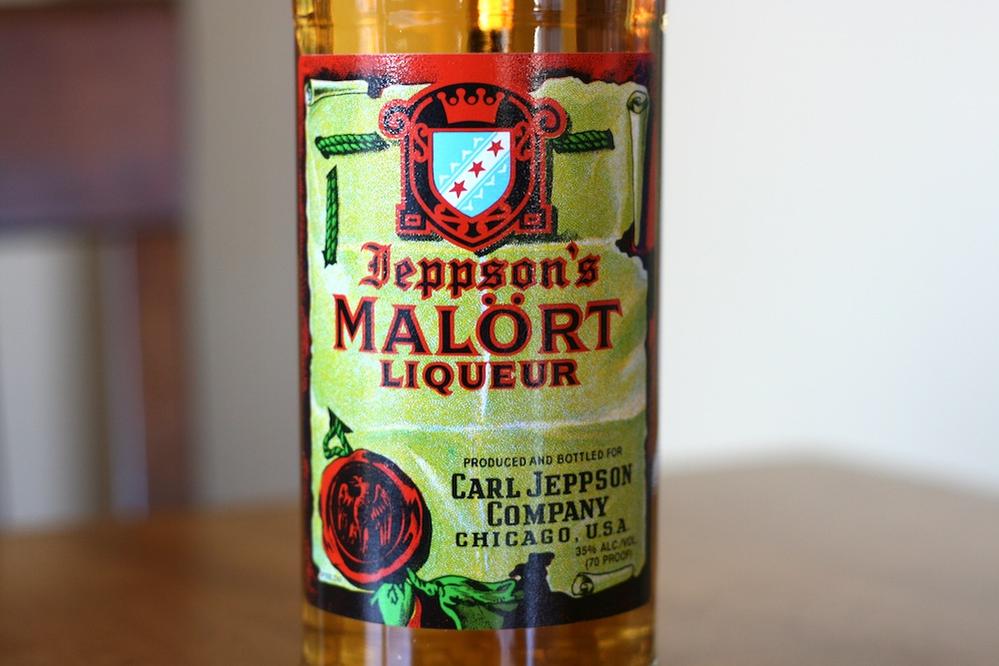 Jeppson's
MALÖRT
LIQUEUR
PRODUCED AND BOTTLED FOR
CARL JEPPSON
COMPANY
CHICAGO, U.S.A.
35% ALC./VOL.
(70 PROOF)